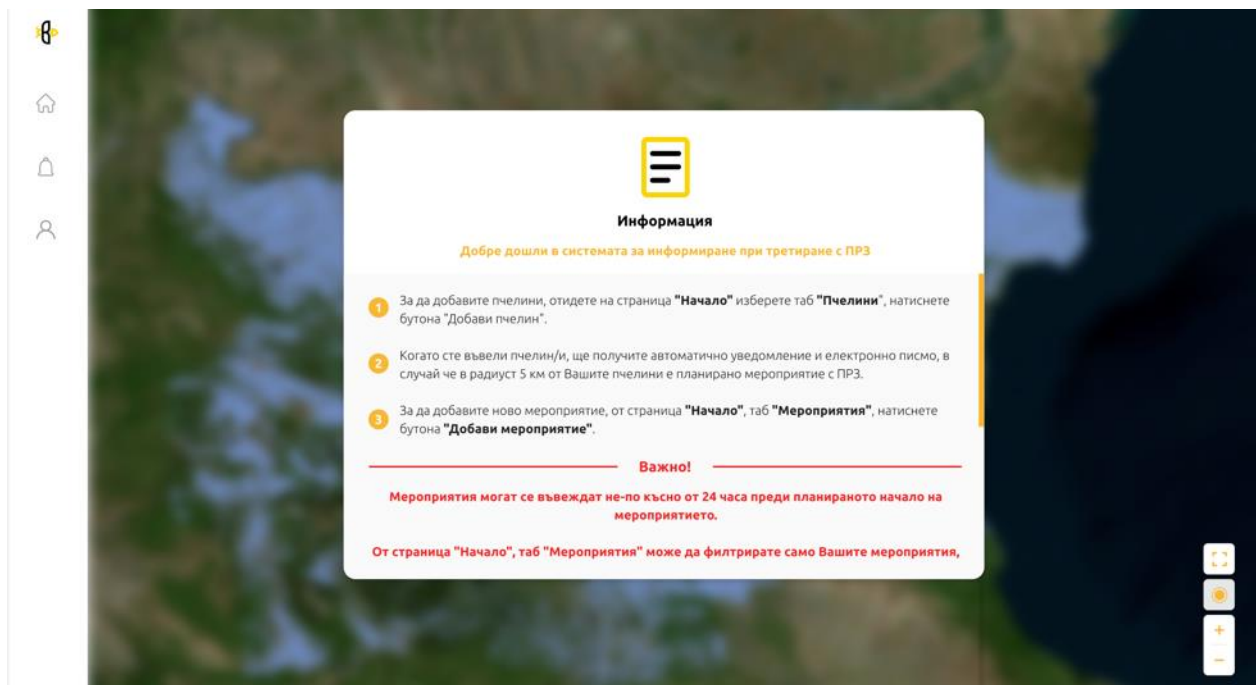 Информация
Добре дошли в системата за информиране при третиране с ПРЗ
1 За да добавите пчелини, отидете на страница "Начало" изберете таб "Пчелини", натиснете
бутона "Добави пчелин".
2 Когато сте въвели пчелин/и, ще получите автоматично уведомление и електронно писмо, в
случай че в радиуст 5 км от Вашите пчелини е планирано мероприятие с ПРЗ.
3 За да добавите ново мероприятие, от страница "Начало", таб "Мероприятия", натиснете
бутона "Добави мероприятие".
Важно!
Мероприятия могат се въвеждат не-по късно от 24 часа преди планираното начало на
мероприятието.
От страница "Начало", таб "Мероприятия" може да филтрирате само Вашите мероприятия,
+
−